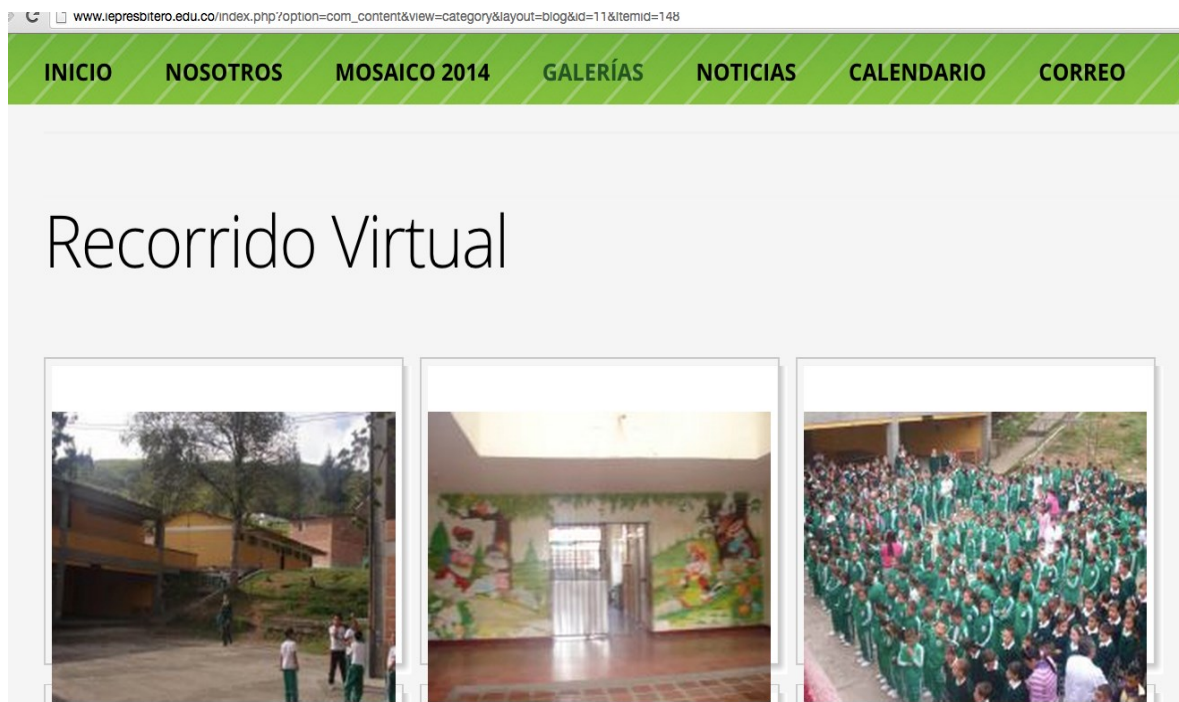 www.iepresbitero.edu.co/index.php?option=com_content&view=category&layout=blog&id=11&Itemid=148
INICIO NOSOTROS MOSAICO 2014 GALERÍAS NOTICIAS CALENDARIO CORREO
Recorrido Virtual